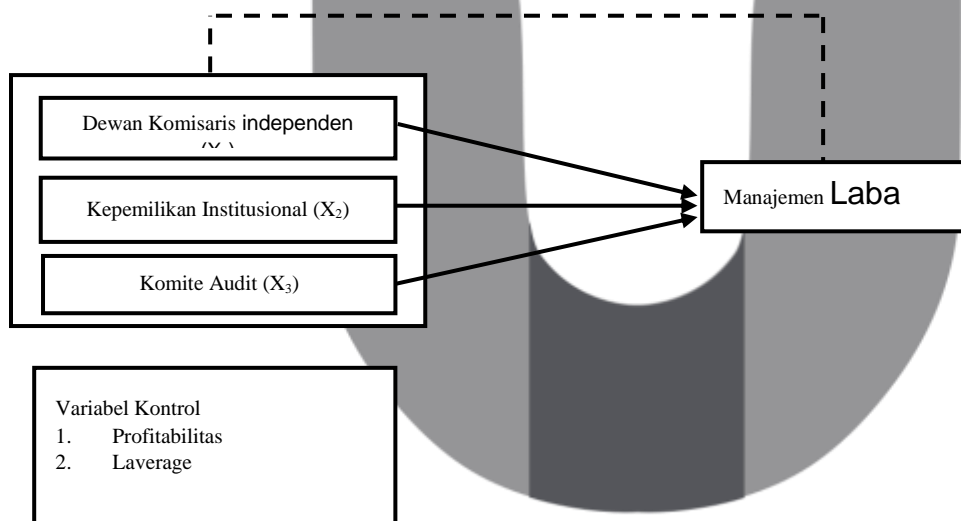 Dewan Komisaris independen
Kepemilikan Institusional (X₂)
Manajemen Laba
Komite Audit (X₃)
Variabel Kontrol
1. Profitabilitas
2. Laverage